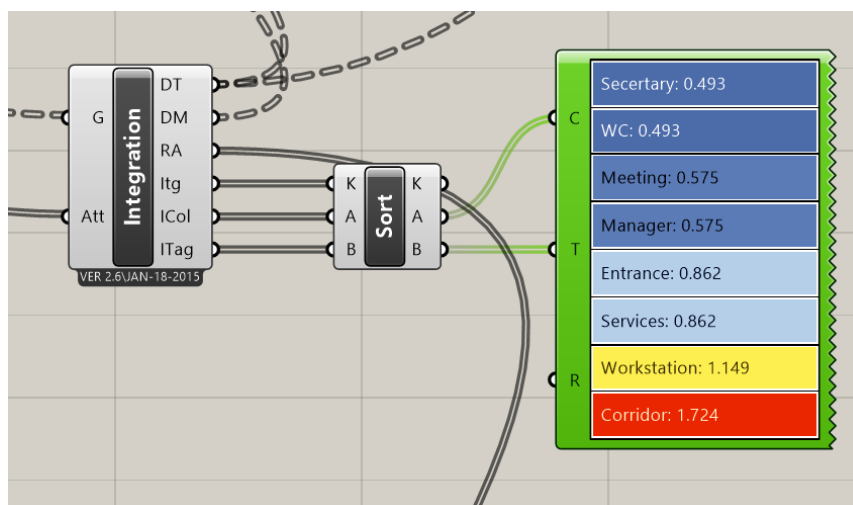 G
Att
Integration
DT
DM
RA
Itg
ICol
ITag
VER 2.6\JAN-18-2015
K
A
B
Sort
K
A
B
C
T
R
Secertary: 0.493
WC: 0.493
Meeting: 0.575
Manager: 0.575
Entrance: 0.862
Services: 0.862
Workstation: 1.149
Corridor: 1.724